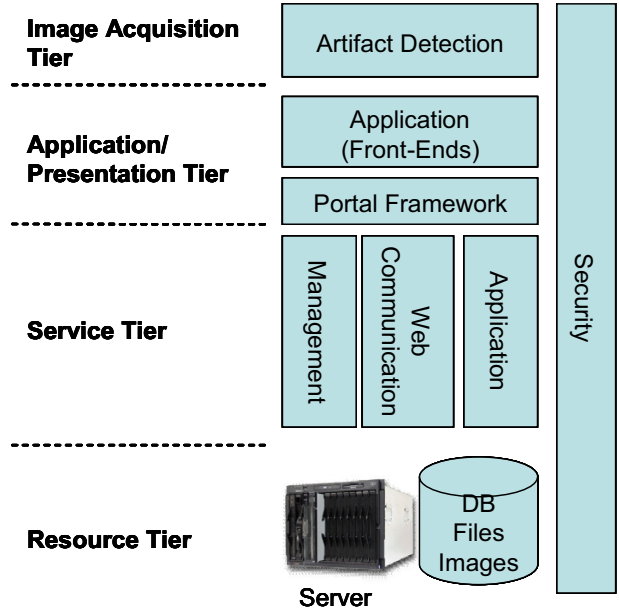 Image Acquisition
Tier
Artifact Detection
Application/
Presentation Tier
Application
(Front-Ends)
Portal Framework
Service Tier
Management
Web
Communication
Application
Security
Resource Tier
Server
DB
Files
Images